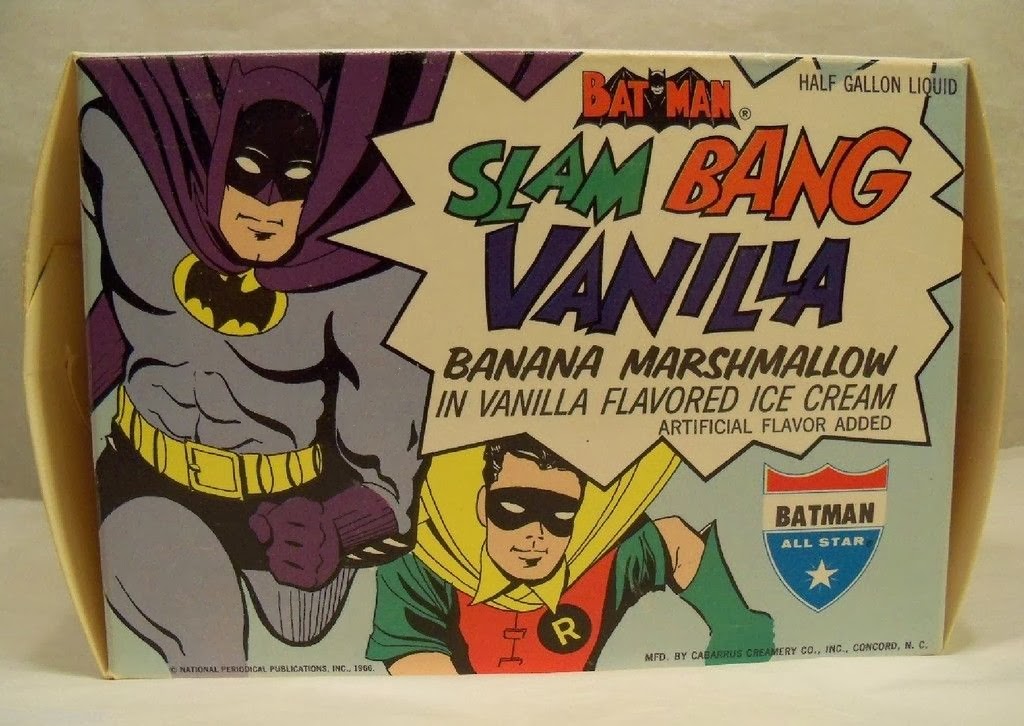 BATMAN®
HALF GALLON LIQUID
SLAM BANG
VANILLA
BANANA MARSHMALLOW
IN VANILLA FLAVORED ICE CREAM
ARTIFICIAL FLAVOR ADDED
BATMAN
ALL STAR
R
© NATIONAL PERIODICAL PUBLICATIONS, INC., 1966.
MFD. BY CABARRUS CREAMERY CO., INC., CONCORD, N. C.